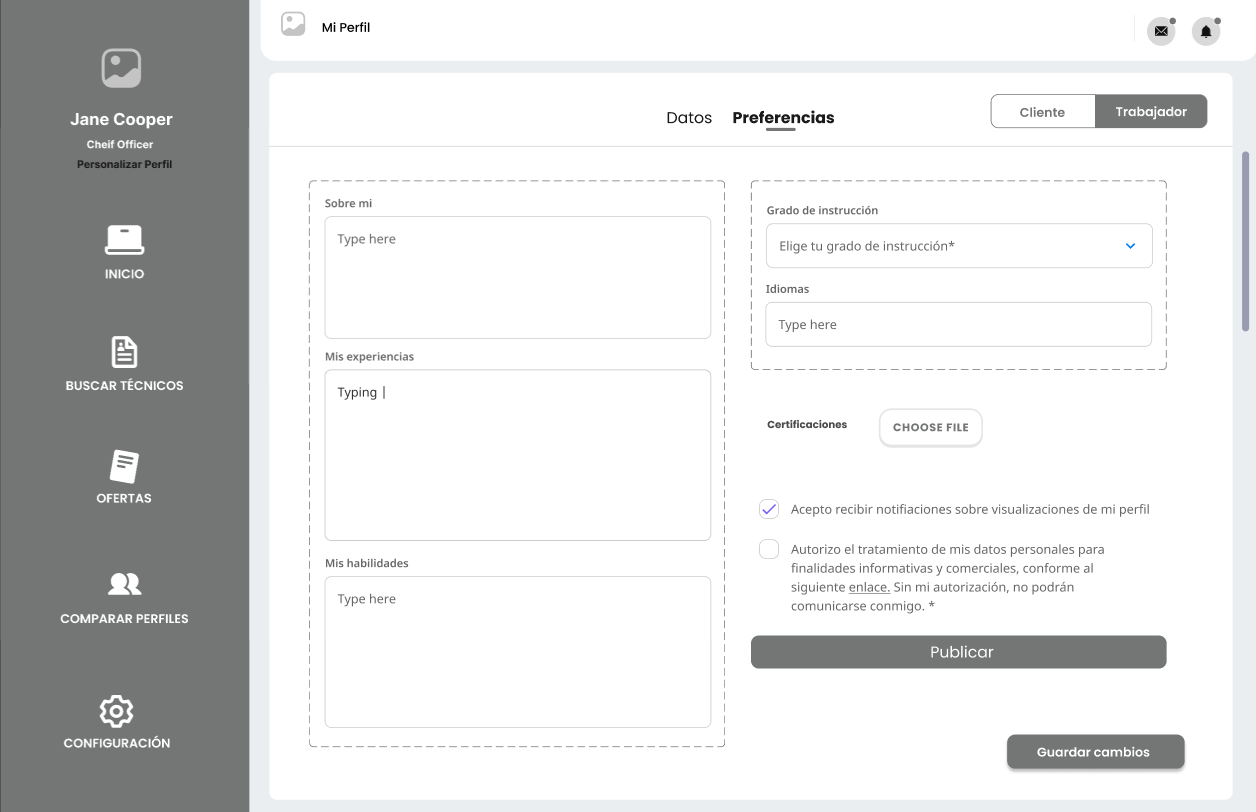 Jane Cooper
Cheif Officer
Personalizar Perfil
INICIO
BUSCAR TÉCNICOS
OFERTAS
COMPARAR PERFILES
CONFIGURACIÓN
Mi Perfil
Datos Preferencias
Cliente Trabajador
Sobre mi
Type here
Mis experiencias
Typing |
Mis habilidades
Type here
Grado de instrucción
Elige tu grado de instrucción*
Idiomas
Type here
Certificaciones CHOOSE FILE
Acepto recibir notifiaciones sobre visualizaciones de mi perfil
Autorizo el tratamiento de mis datos personales para
finalidades informativas y comerciales, conforme al
siguiente enlace. Sin mi autorización, no podrán
comunicarse conmigo. *
Publicar
Guardar cambios